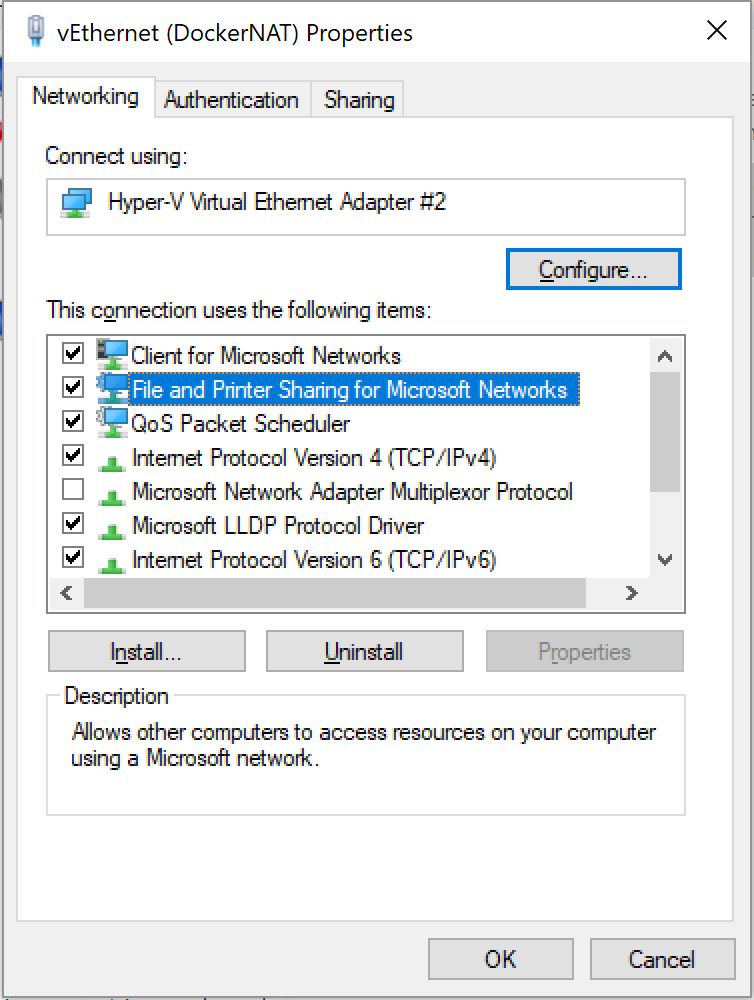 vEthernet (DockerNAT) Properties
Networking
Authentication
Sharing
Connect using:
Hyper-V Virtual Ethernet Adapter #2
Configure...
This connection uses the following items:
Client for Microsoft Networks
File and Printer Sharing for Microsoft Networks
QoS Packet Scheduler
Internet Protocol Version 4 (TCP/IPv4)
Microsoft Network Adapter Multiplexor Protocol
Microsoft LLDP Protocol Driver
Internet Protocol Version 6 (TCP/IPv6)
Install...
Uninstall
Properties
Description
Allows other computers to access resources on your computer
using a Microsoft network.
OK
Cancel